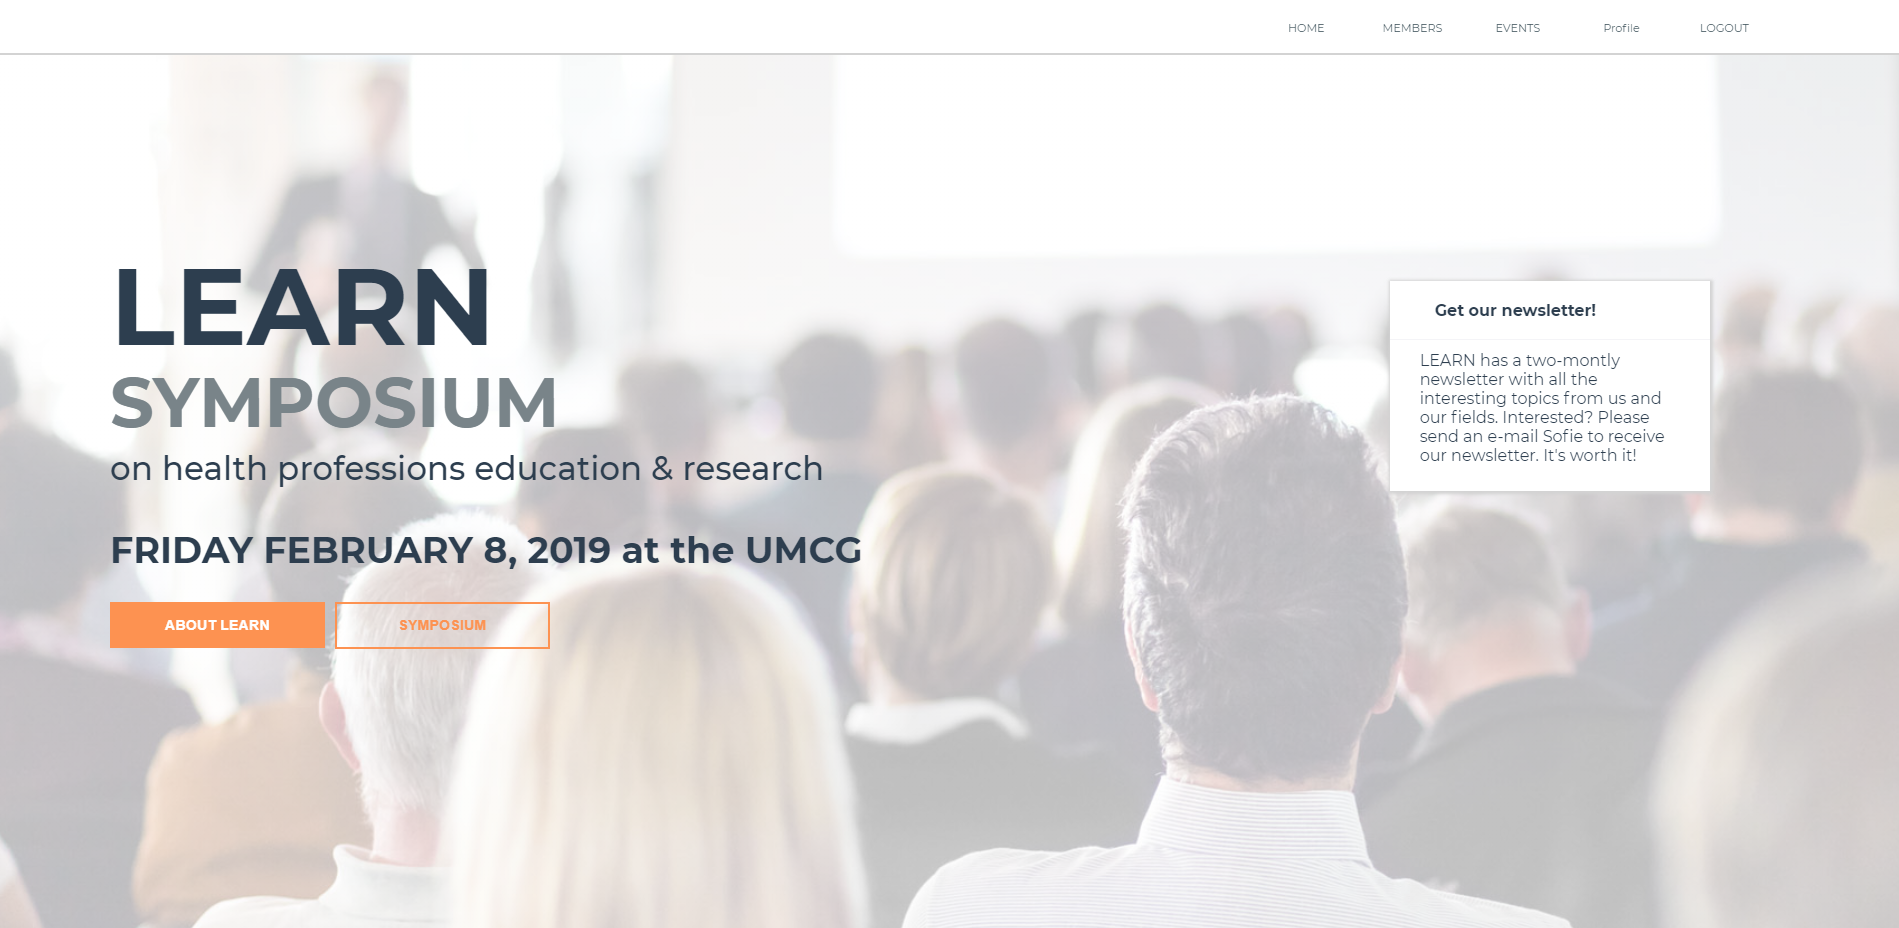 HOME MEMBERS EVENTS Profile LOGOUT
LEARN
SYMPOSIUM
on health professions education & research
FRIDAY FEBRUARY 8, 2019 at the UMCG
ABOUT LEARN SYMPOSIUM
Get our newsletter!
LEARN has a two-montly
newsletter with all the
interesting topics from us and
our fields. Interested? Please
send an e-mail Sofie to receive
our newsletter. It's worth it!